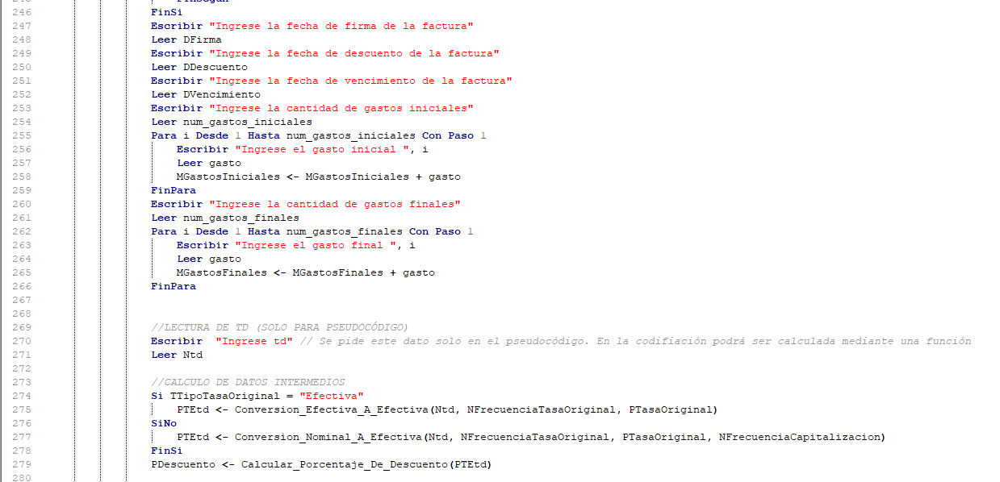 246 FinSi
247 Escribir "Ingrese la fecha de firma de la factura"
248 Leer DFirma
249 Escribir "Ingrese la fecha de descuento de la factura"
250 Leer DDescuento
251 Escribir "Ingrese la fecha de vencimiento de la factura"
252 Leer DVencimiento
253 Escribir "Ingrese la cantidad de gastos iniciales"
254 Leer num_gastos_iniciales
255 Para i Desde 1 Hasta num_gastos_iniciales Con Paso 1
256 Escribir "Ingrese el gasto inicial ", i
257 Leer gasto
258 MGastosIniciales <- MGastosIniciales + gasto
259 FinPara
260 Escribir "Ingrese la cantidad de gastos finales"
261 Leer num_gastos_finales
262 Para i Desde 1 Hasta num_gastos_finales Con Paso 1
263 Escribir "Ingrese el gasto final ", i
264 Leer gasto
265 MGastosFinales <- MGastosFinales + gasto
266 FinPara
267
268
269 //LECTURA DE TD (SOLO PARA PSEUDOCÓDIGO)
270 Escribir  "Ingrese td" // Se pide este dato solo en el pseudocódigo. En la codifiación podrá ser calculada mediante una función
271 Leer Ntd
272
273 //CALCULO DE DATOS INTERMEDIOS
274 Si TTipoTasaOriginal = "Efectiva"
275 PTEtd <- Conversion_Efectiva_A_Efectiva(Ntd, NFrecuenciaTasaOriginal, PTasaOriginal)
276 SiNo
277 PTEtd <- Conversion_Nominal_A_Efectiva(Ntd, NFrecuenciaTasaOriginal, PTasaOriginal, NFrecuenciaCapitalizacion)
278 FinSi
279 PDescuento <- Calcular_Porcentaje_De_Descuento(PTEtd)
280